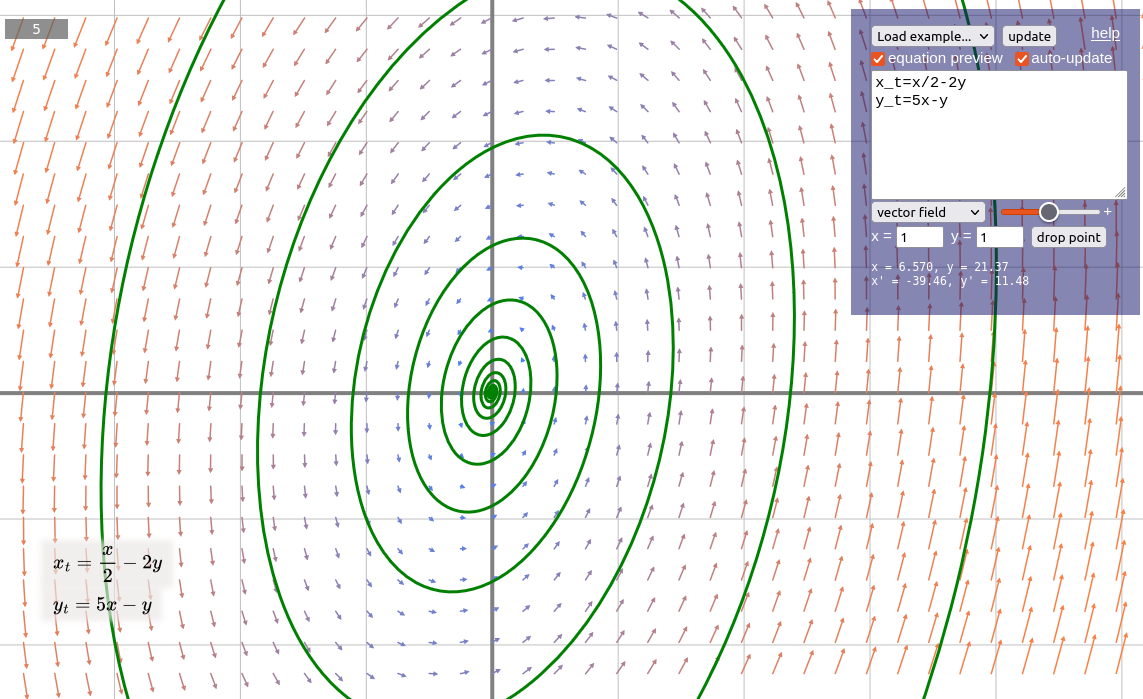 5
Load example... update help
equation preview auto-update
x_t=x/2-2y
y_t=5x-y
vector field +
x = 1 y = 1 drop point
x = 6.570, y = 21.37
x' = -39.46, y' = 11.48
x_t = x/2 − 2y
y_t = 5x − y